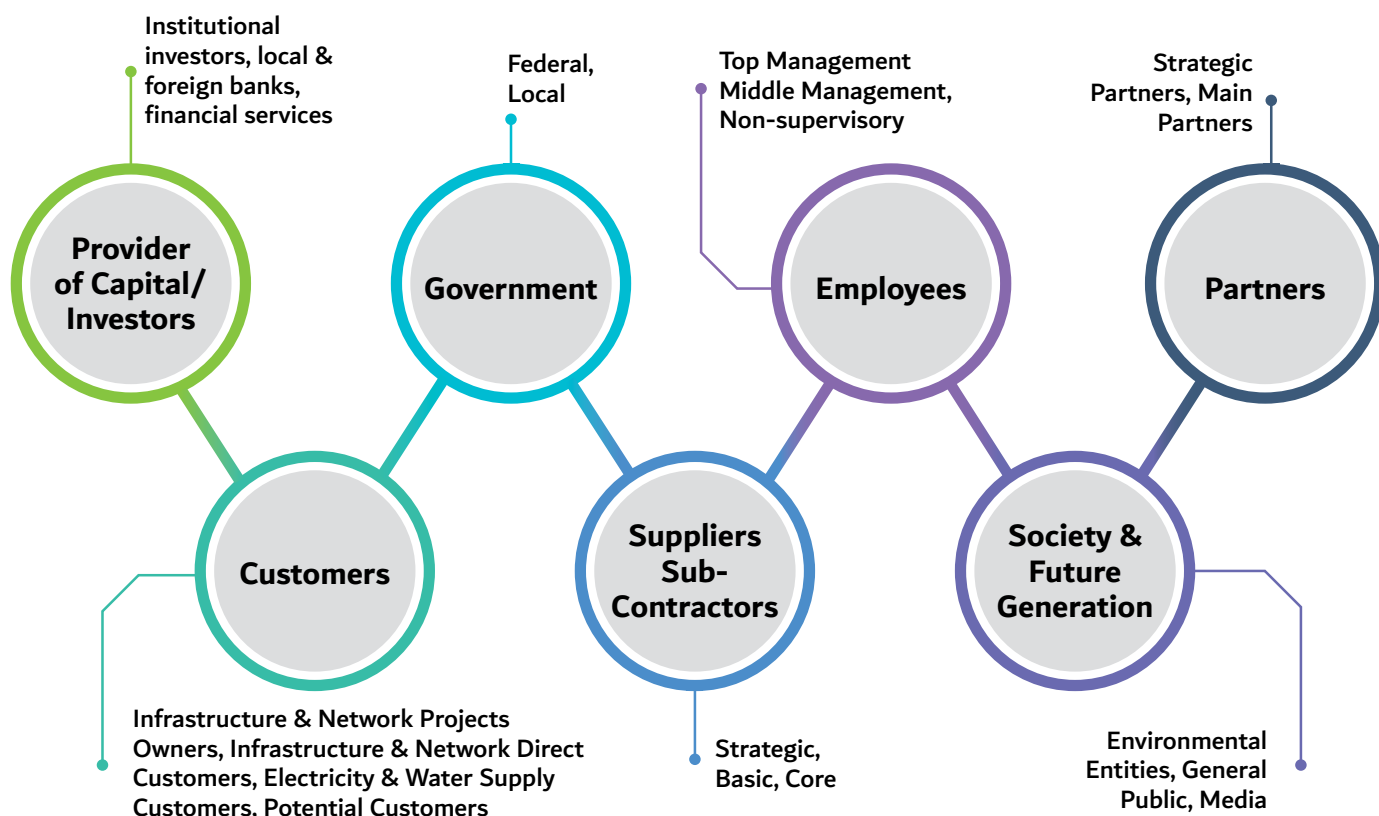 Institutional
investors, local &
foreign banks,
financial services
Provider
of Capital/
Investors
Federal,
Local
Government
Top Management
Middle Management,
Non-supervisory
Employees
Strategic
Partners, Main
Partners
Partners
Customers
Infrastructure & Network Projects
Owners, Infrastructure & Network Direct
Customers, Electricity & Water Supply
Customers, Potential Customers
Suppliers
Sub-
Contractors
Strategic,
Basic, Core
Society &
Future
Generation
Environmental
Entities, General
Public, Media